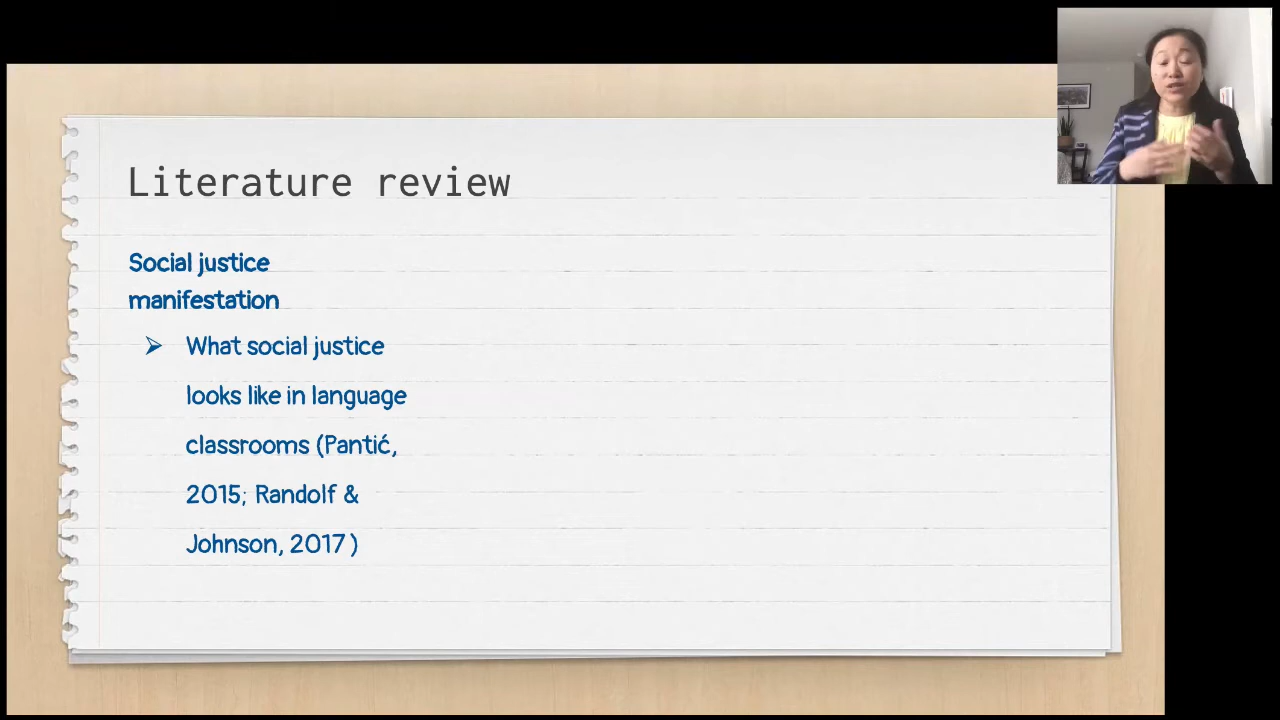 Literature review
Social justice
manifestation
➢ What social justice
looks like in language
classrooms (Pantić,
2015; Randolf &
Johnson, 2017)